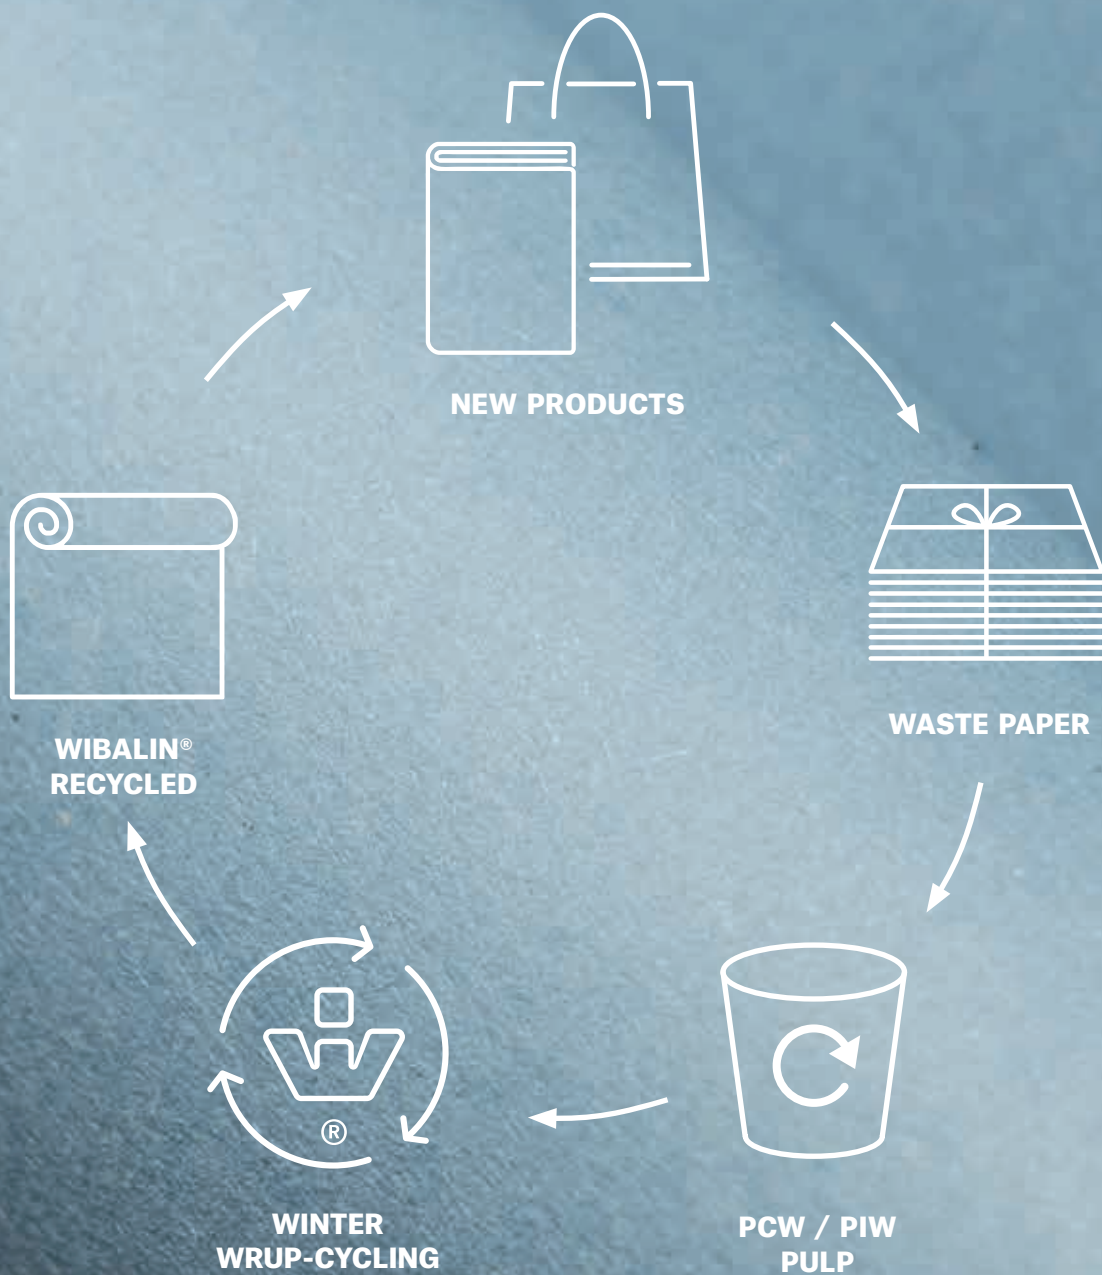 NEW PRODUCTS
WASTE PAPER
WIBALIN®
RECYCLED
®
WINTER
WRUP-CYCLING
PCW / PIW
PULP